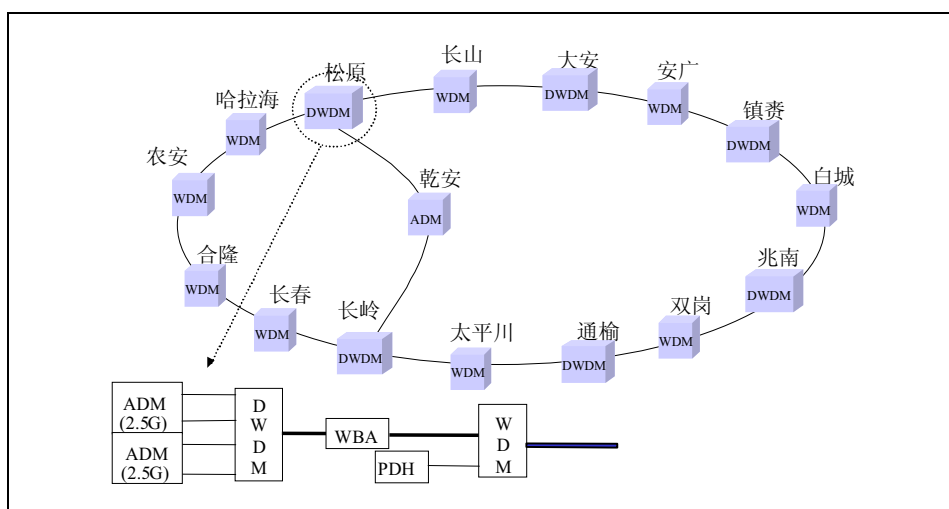 长山
大安
安广
镇赉
白城
兆南
双岗
通榆
太平川
长岭
长春
合隆
农安
哈拉海
松原
乾安
WDM
DWDM
WDM
DWDM
WDM
DWDM
WDM
DWDM
WDM
DWDM
WDM
WDM
WDM
WDM
DWDM
ADM
ADM
(2.5G)
ADM
(2.5G)
D
W
D
M
WBA
PDH
W
D
M